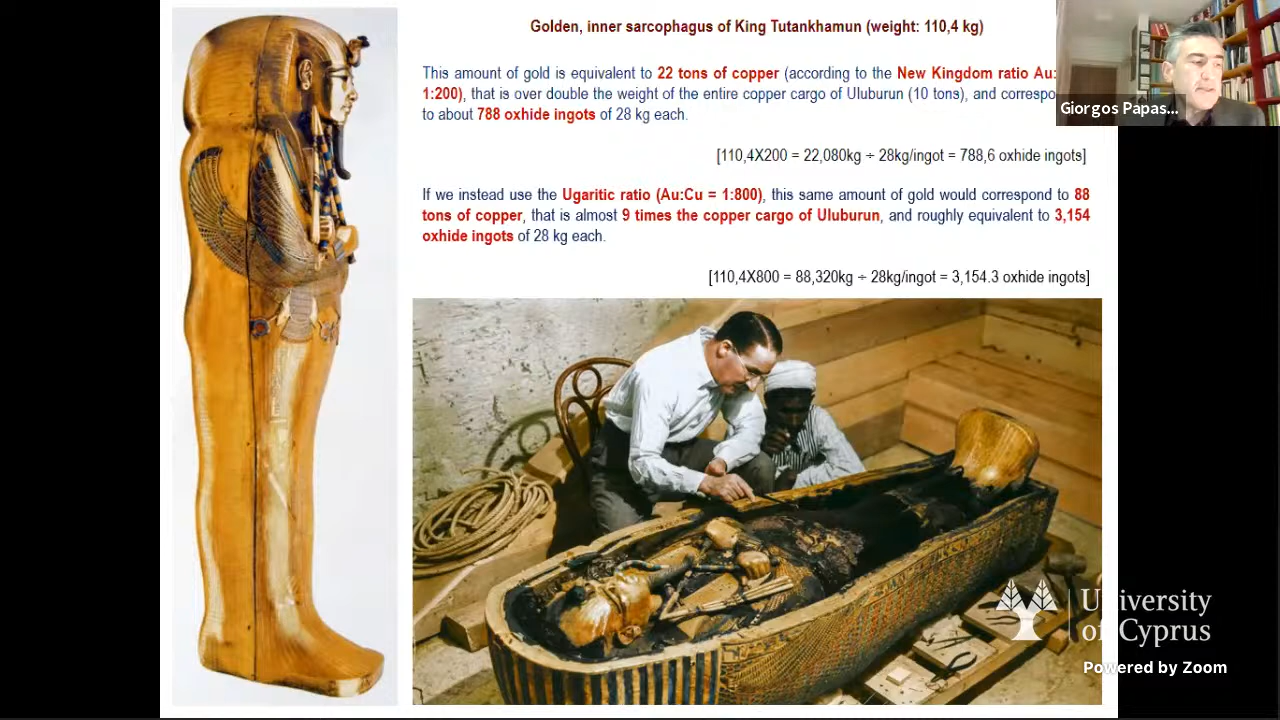 Golden, inner sarcophagus of King Tutankhamun (weight: 110,4 kg)
This amount of gold is equivalent to 22 tons of copper (according to the New Kingdom ratio Au:
1:200), that is over double the weight of the entire copper cargo of Uluburun (10 tons), and correspo
to about 788 oxhide ingots of 28 kg each.
[110,4X200 = 22,080kg ÷ 28kg/ingot = 788,6 oxhide ingots]
If we instead use the Ugaritic ratio (Au:Cu = 1:800), this same amount of gold would correspond to 88
tons of copper, that is almost 9 times the copper cargo of Uluburun, and roughly equivalent to 3,154
oxhide ingots of 28 kg each.
[110,4X800 = 88,320kg ÷ 28kg/ingot = 3,154.3 oxhide ingots]
Giorgos Papas...
University
of Cyprus
Powered by Zoom